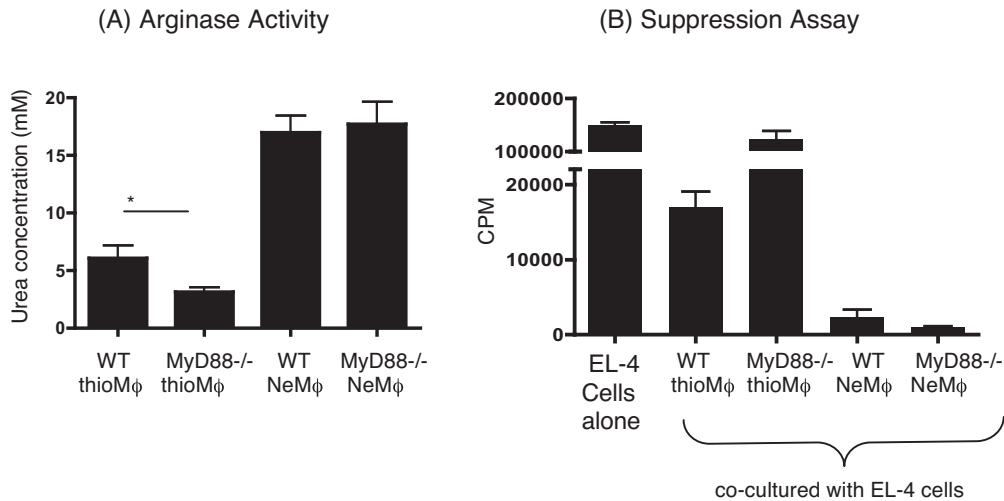 (A) Arginase Activity
Urea concentration (mM)
20
15
10
5
0
*
WT
thioMϕ
MyD88-/-
thioMϕ
WT
NeMϕ
MyD88-/-
NeMϕ
(B) Suppression Assay
CPM
200000
100000
20000
10000
0
EL-4
Cells
alone
WT
thioMϕ
MyD88-/-
thioMϕ
WT
NeMϕ
MyD88-/-
NeMϕ
co-cultured with EL-4 cells